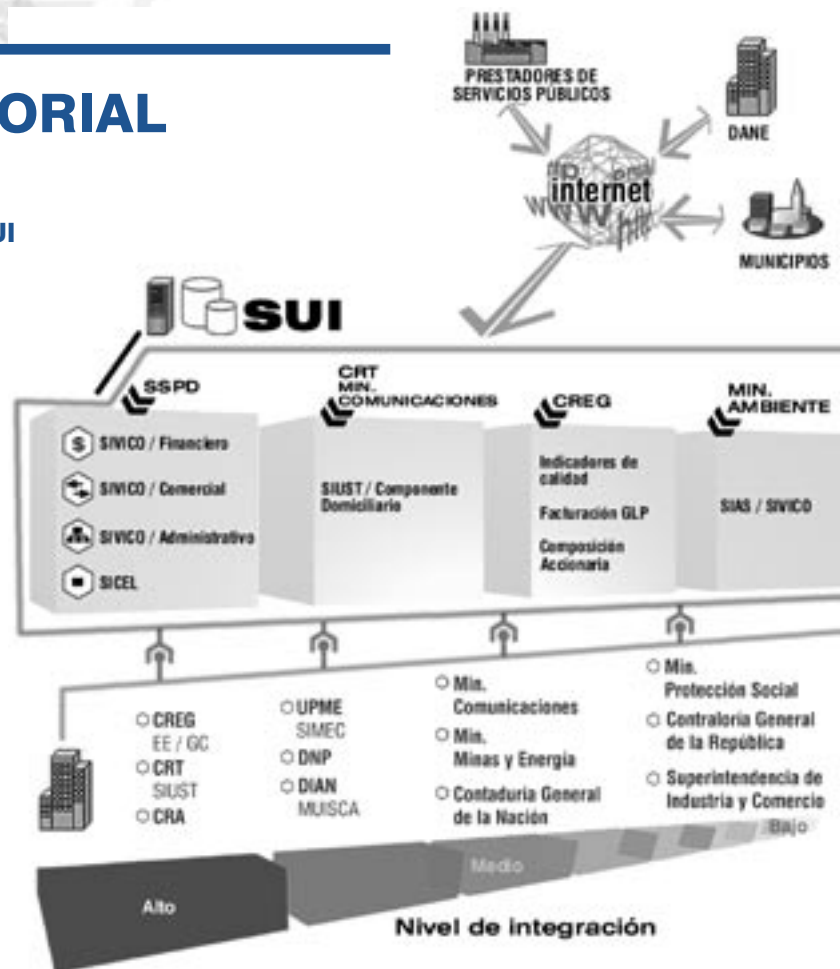 ORIAL
UI
PRESTADORES DE
SERVICIOS PÚBLICOS
DANE
internet
www
http
MUNICIPIOS
SUI
SSPD
SIVICO / Financiero
SIVICO / Comercial
SIVICO / Administrativo
SICEL
CRT
MIN.
COMUNICACIONES
SIUST / Componente
Domiciliario
CREG
Indicadores de
calidad
Facturación GLP
Composición
Accionaria
MIN.
AMBIENTE
SIAS / SIVICO
CREG
EE / GC
CRT
SIUST
CRA
UPME
SIMEC
DNP
DIAN
MUISCA
Min.
Comunicaciones
Min.
Minas y Energía
Contaduría General
de la Nación
Min.
Protección Social
Contraloría General
de la República
Superintendencia de
Industria y Comercio
Alto
Medio
Bajo
Nivel de integración